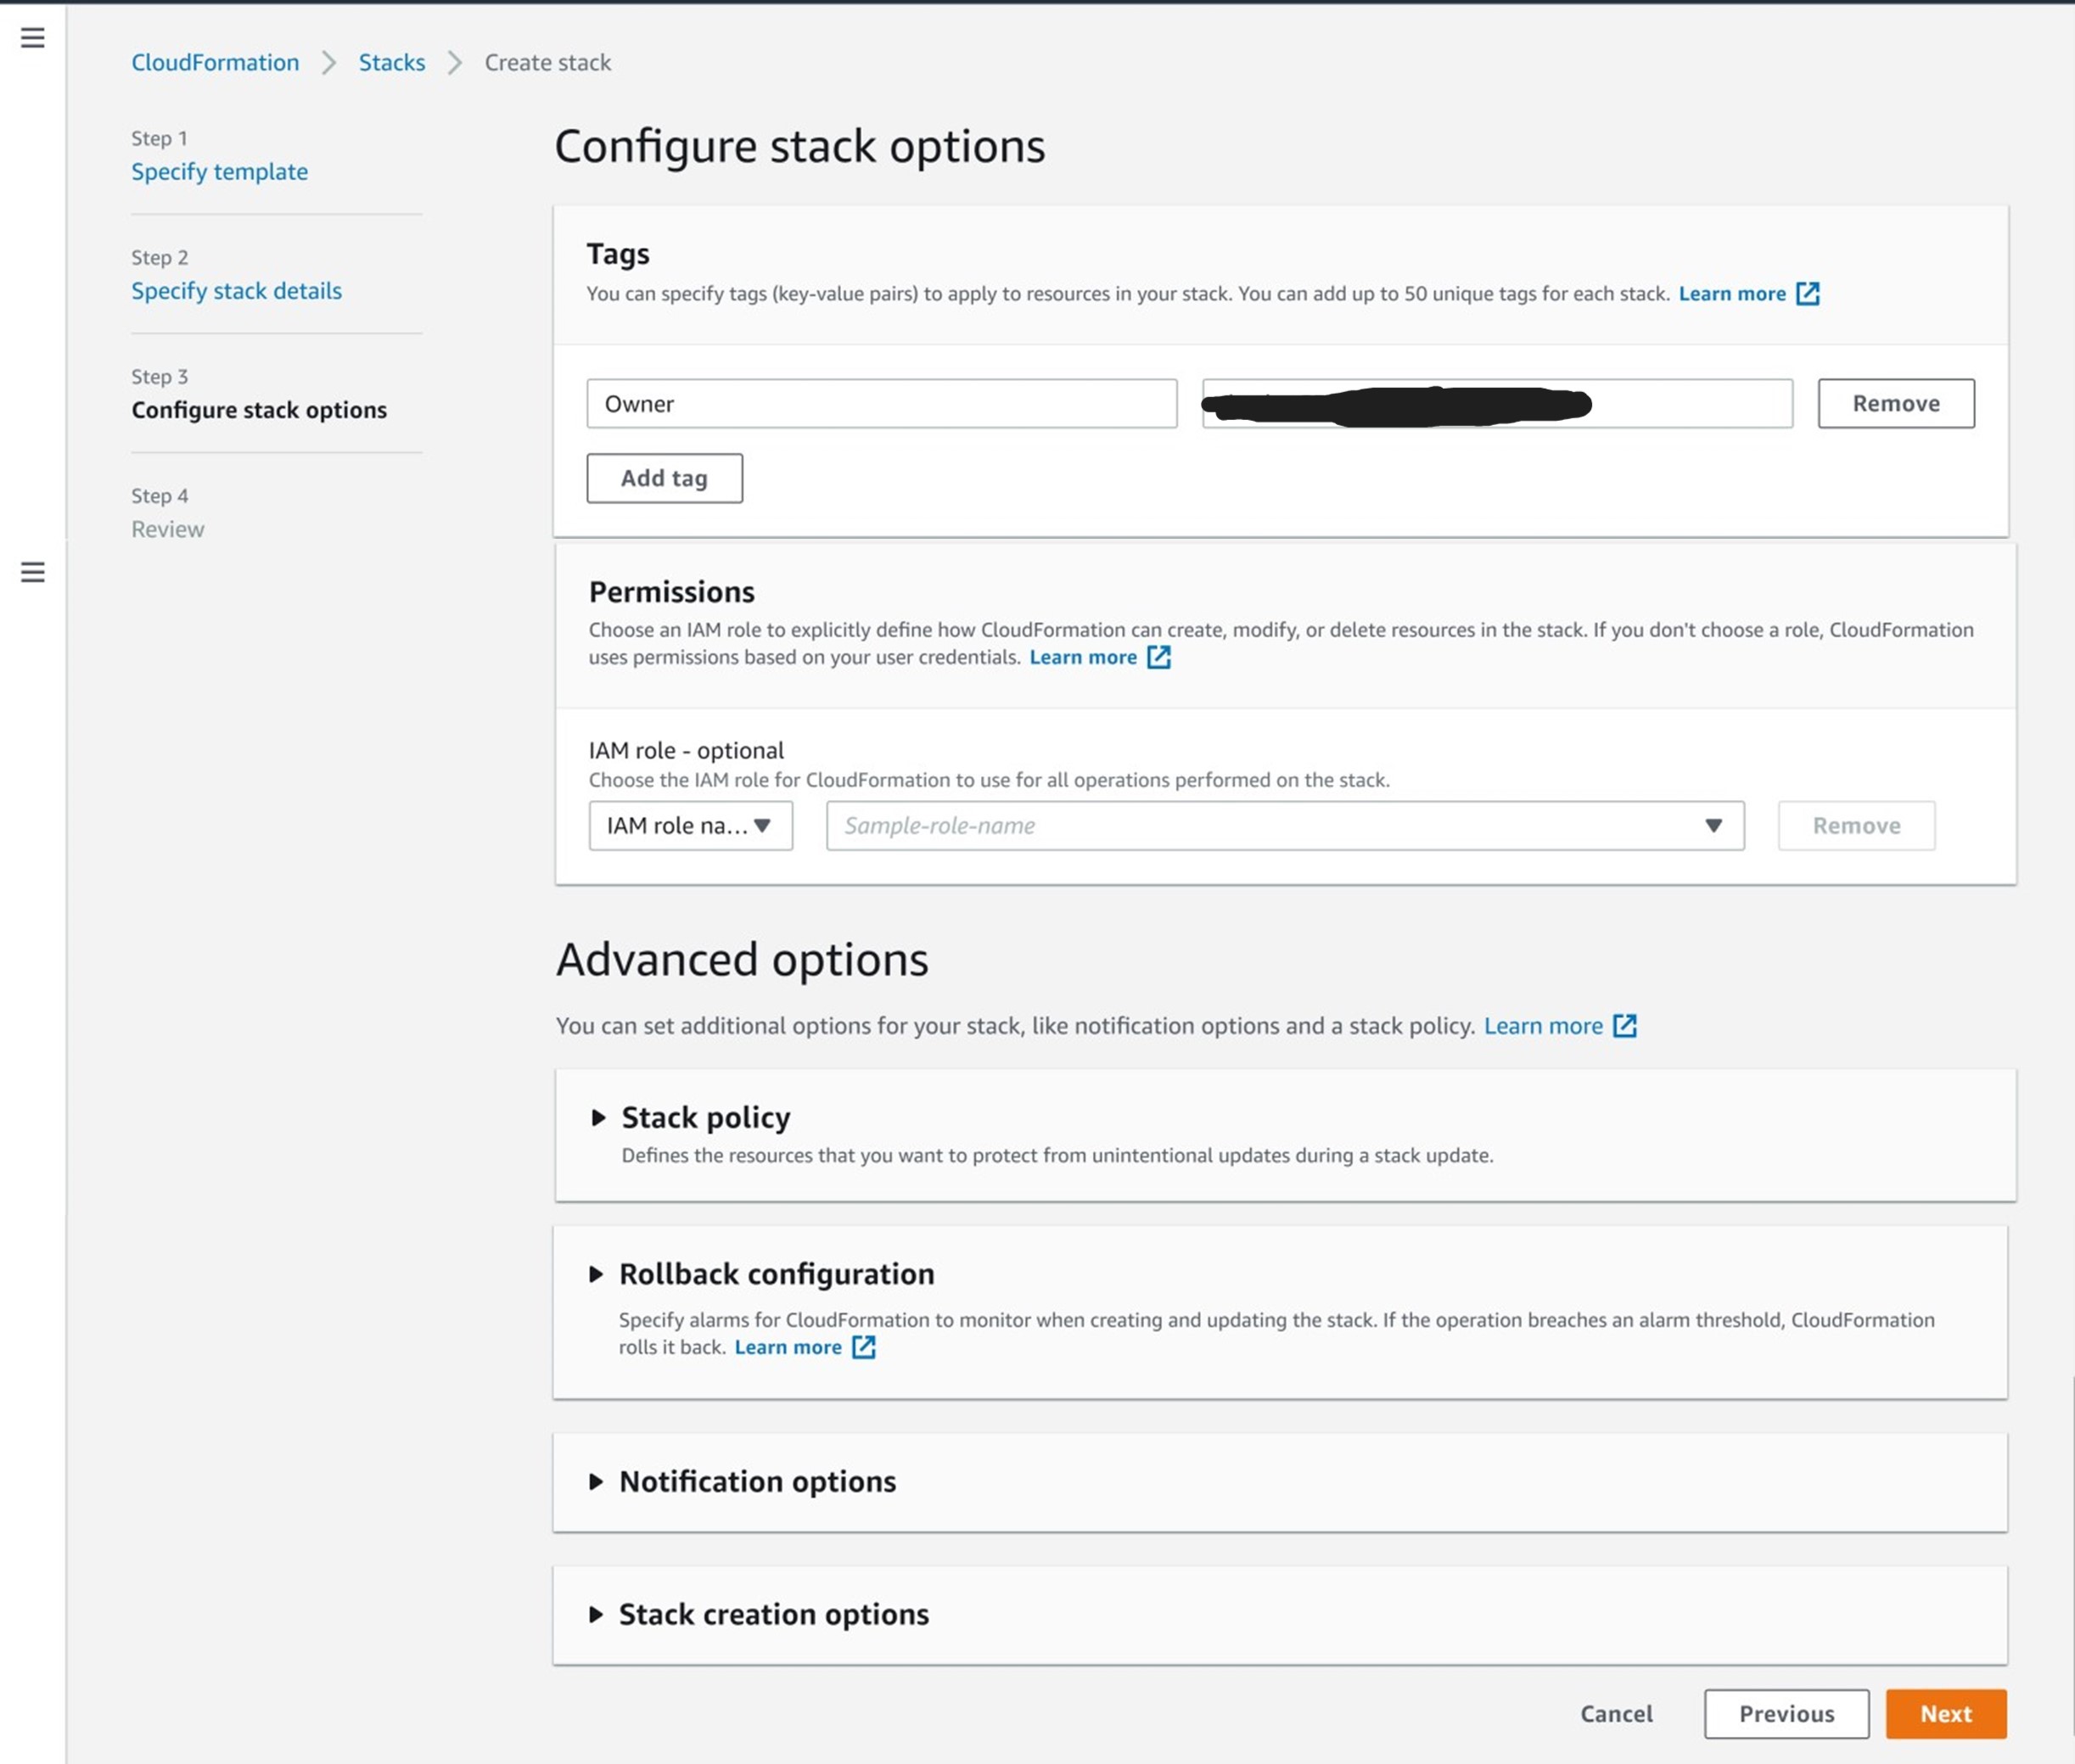 CloudFormation > Stacks > Create stack
Step 1
Specify template
Step 2
Specify stack details
Step 3
Configure stack options
Step 4
Review
Configure stack options
Tags
You can specify tags (key-value pairs) to apply to resources in your stack. You can add up to 50 unique tags for each stack. Learn more
Owner
Remove
Add tag
Permissions
Choose an IAM role to explicitly define how CloudFormation can create, modify, or delete resources in the stack. If you don't choose a role, CloudFormation
uses permissions based on your user credentials. Learn more
IAM role - optional
Choose the IAM role for CloudFormation to use for all operations performed on the stack.
IAM role na... Sample-role-name Remove
Advanced options
You can set additional options for your stack, like notification options and a stack policy. Learn more
Stack policy
Defines the resources that you want to protect from unintentional updates during a stack update.
Rollback configuration
Specify alarms for CloudFormation to monitor when creating and updating the stack. If the operation breaches an alarm threshold, CloudFormation
rolls it back. Learn more
Notification options
Stack creation options
Cancel Previous Next